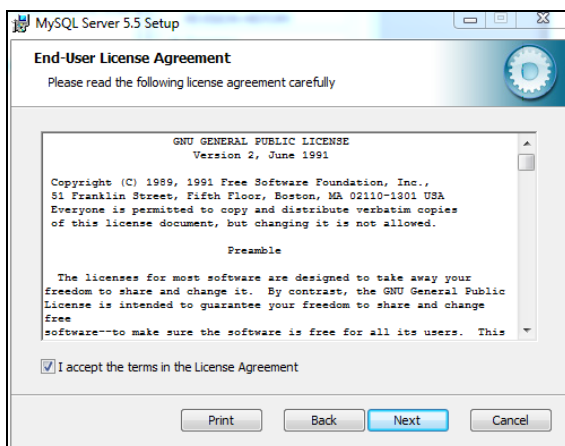 MySQL Server 5.5 Setup
End-User License Agreement
Please read the following license agreement carefully
GNU GENERAL PUBLIC LICENSE
Version 2, June 1991
Copyright (C) 1989, 1991 Free Software Foundation, Inc.,
51 Franklin Street, Fifth Floor, Boston, MA 02110-1301 USA
Everyone is permitted to copy and distribute verbatim copies
of this license document, but changing it is not allowed.
Preamble
The licenses for most software are designed to take away your
freedom to share and change it.  By contrast, the GNU General Public
License is intended to guarantee your freedom to share and change
free
software--to make sure the software is free for all its users.  This
I accept the terms in the License Agreement
Print Back Next Cancel